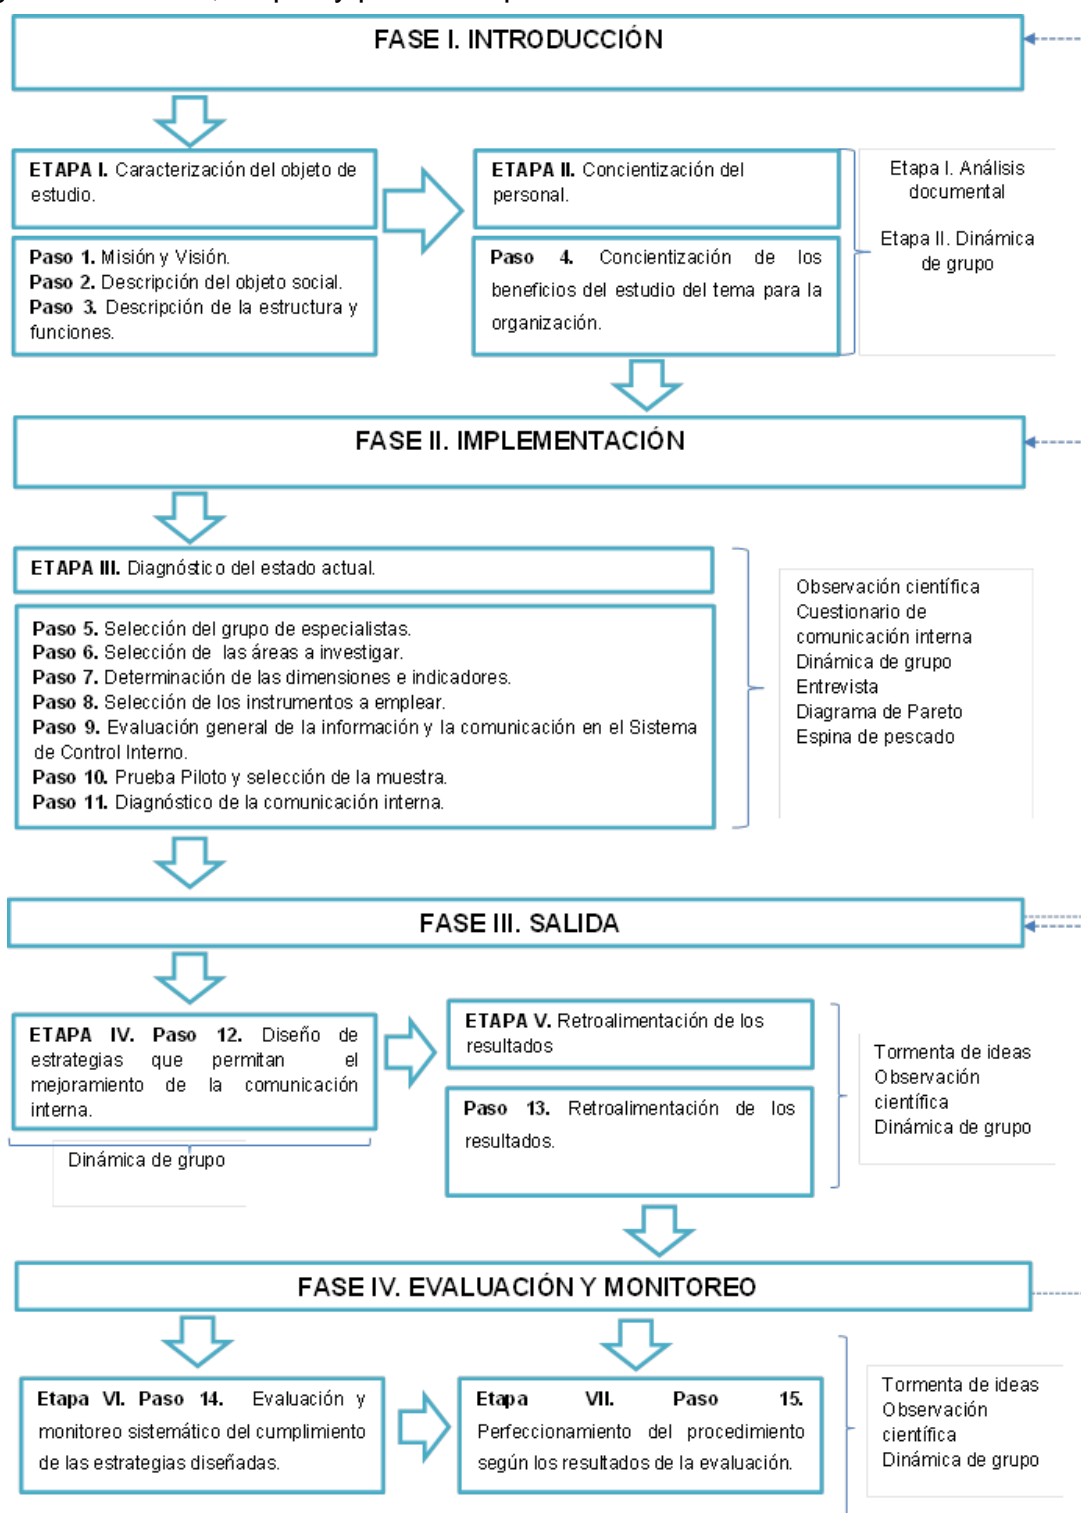 FASE I. INTRODUCCIÓN
ETAPA I. Caracterización del objeto de
estudio.
ETAPA II. Concientización del
personal.
Etapa I. Análisis
documental
Etapa II. Dinámica
de grupo
Paso 1. Misión y Visión.
Paso 2. Descripción del objeto social.
Paso 3. Descripción de la estructura y
funciones.
Paso 4. Concientización de los
beneficios del estudio del tema para la
organización.
FASE II. IMPLEMENTACIÓN
ETAPA III. Diagnóstico del estado actual.
Paso 5. Selección del grupo de especialistas.
Paso 6. Selección de las áreas a investigar.
Paso 7. Determinación de las dimensiones e indicadores.
Paso 8. Selección de los instrumentos a emplear.
Paso 9. Evaluación general de la información y la comunicación en el Sistema
de Control Interno.
Paso 10. Prueba Piloto y selección de la muestra.
Paso 11. Diagnóstico de la comunicación interna.
Observación científica
Cuestionario de
comunicación interna
Dinámica de grupo
Entrevista
Diagrama de Pareto
Espina de pescado
FASE III. SALIDA
ETAPA IV. Paso 12. Diseño de
estrategias que permitan el
mejoramiento de la comunicación
interna.
Dinámica de grupo
ETAPA V. Retroalimentación de los
resultados
Paso 13. Retroalimentación de los
resultados.
Tormenta de ideas
Observación
científica
Dinámica de grupo
FASE IV. EVALUACIÓN Y MONITOREO
Etapa VI. Paso 14. Evaluación y
monitoreo sistemático del cumplimiento
de las estrategias diseñadas.
Etapa VII. Paso 15.
Perfeccionamiento del procedimiento
según los resultados de la evaluación.
Tormenta de ideas
Observación
científica
Dinámica de grupo